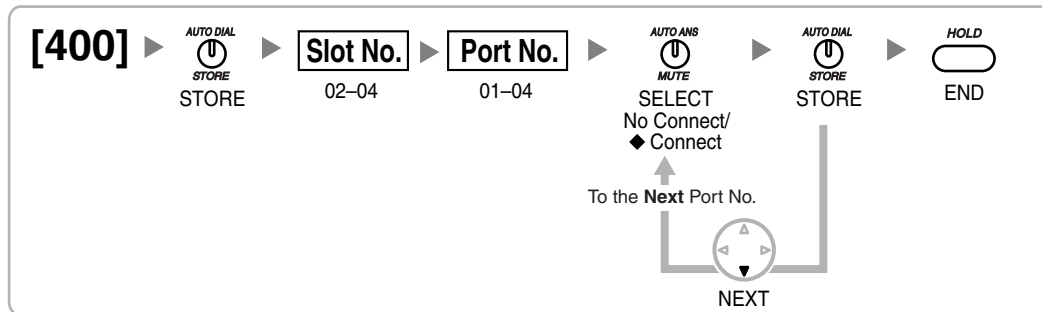 [400]
AUTO DIAL
STORE
STORE
Slot No.
02–04
Port No.
01–04
AUTO ANS
MUTE
SELECT
No Connect/
◆ Connect
AUTO DIAL
STORE
STORE
HOLD
END
To the Next Port No.
NEXT